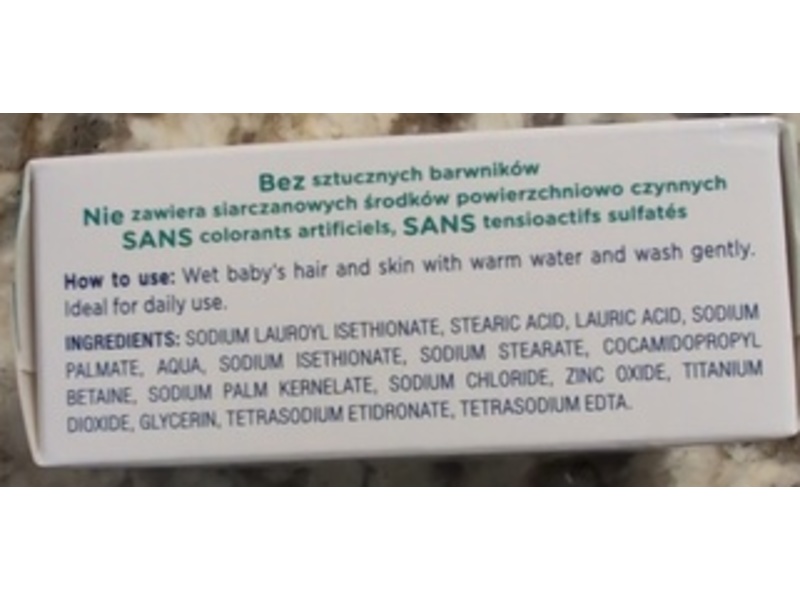 Bez sztucznych barwników
Nie zawiera siarczanowych środków powierzchniowo czynnych
SANS colorants artificiels, SANS tensioactifs sulfatés
How to use: Wet baby's hair and skin with warm water and wash gently.
Ideal for daily use.
INGREDIENTS: SODIUM LAUROYL ISETHIONATE, STEARIC ACID, LAURIC ACID, SODIUM
PALMATE, AQUA, SODIUM ISETHIONATE, SODIUM STEARATE, COCAMIDOPROPYL
BETAINE, SODIUM PALM KERNELATE, SODIUM CHLORIDE, ZINC OXIDE, TITANIUM
DIOXIDE, GLYCERIN, TETRASODIUM ETIDRONATE, TETRASODIUM EDTA.